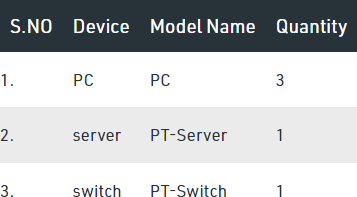 S.NO Device Model Name Quantity
1. PC PC 3
2. server PT-Server 1
3. switch PT-Switch 1